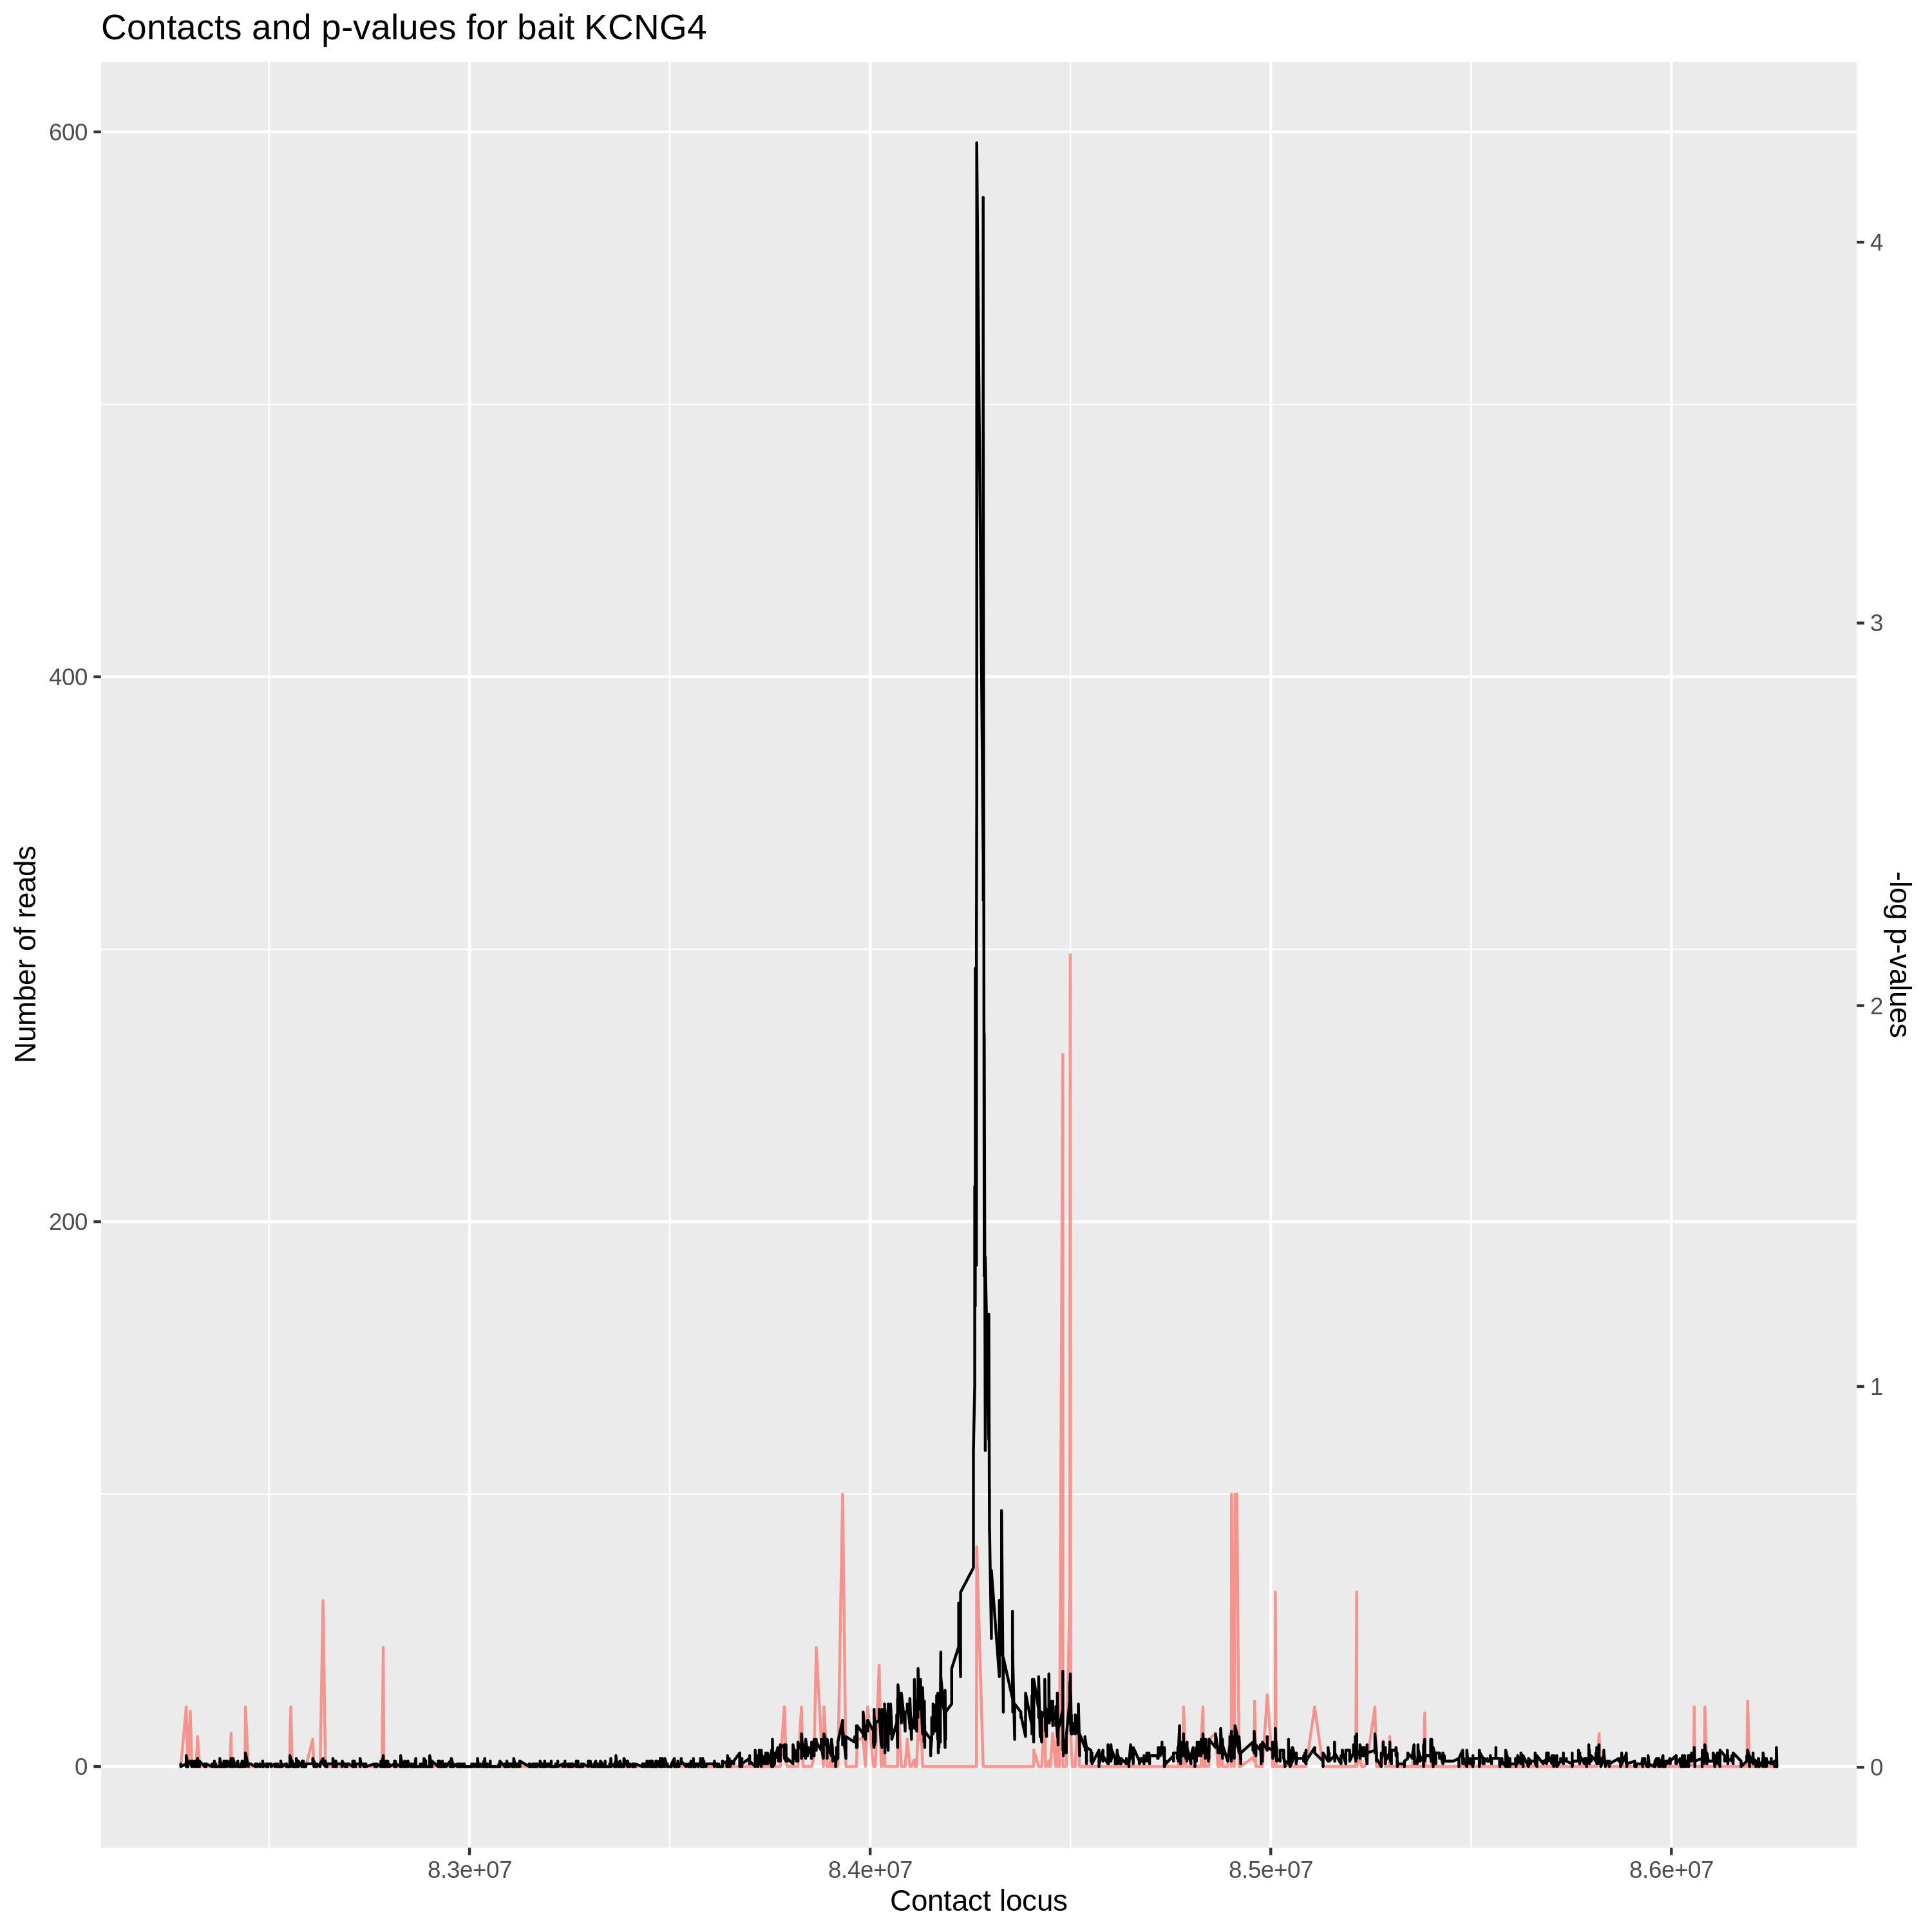 Contacts and p-values for bait KCNG4
600
400
200
0
Number of reads
4
3
2
1
0
-log p-values
8.3e+07
8.4e+07
8.5e+07
8.6e+07
Contact locus